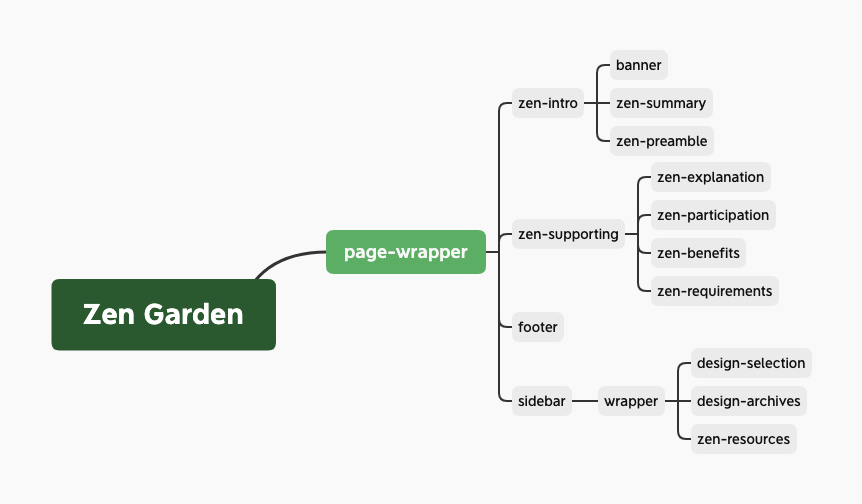 Zen Garden
page-wrapper
zen-intro
banner
zen-summary
zen-preamble
zen-supporting
zen-explanation
zen-participation
zen-benefits
zen-requirements
footer
sidebar
wrapper
design-selection
design-archives
zen-resources